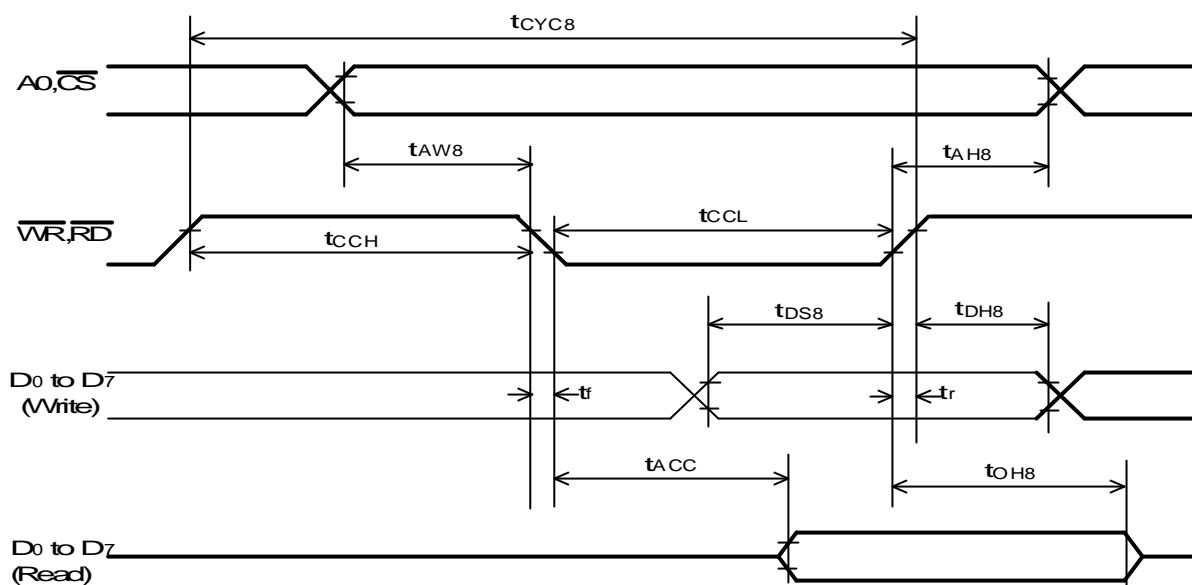 tCYC8
A0,CS
tAW8
tAH8
WR,RD
tCCL
tCCH
tDS8
tDH8
D0 to D7
(Write)
tf
tr
tACC
tOH8
D0 to D7
(Read)